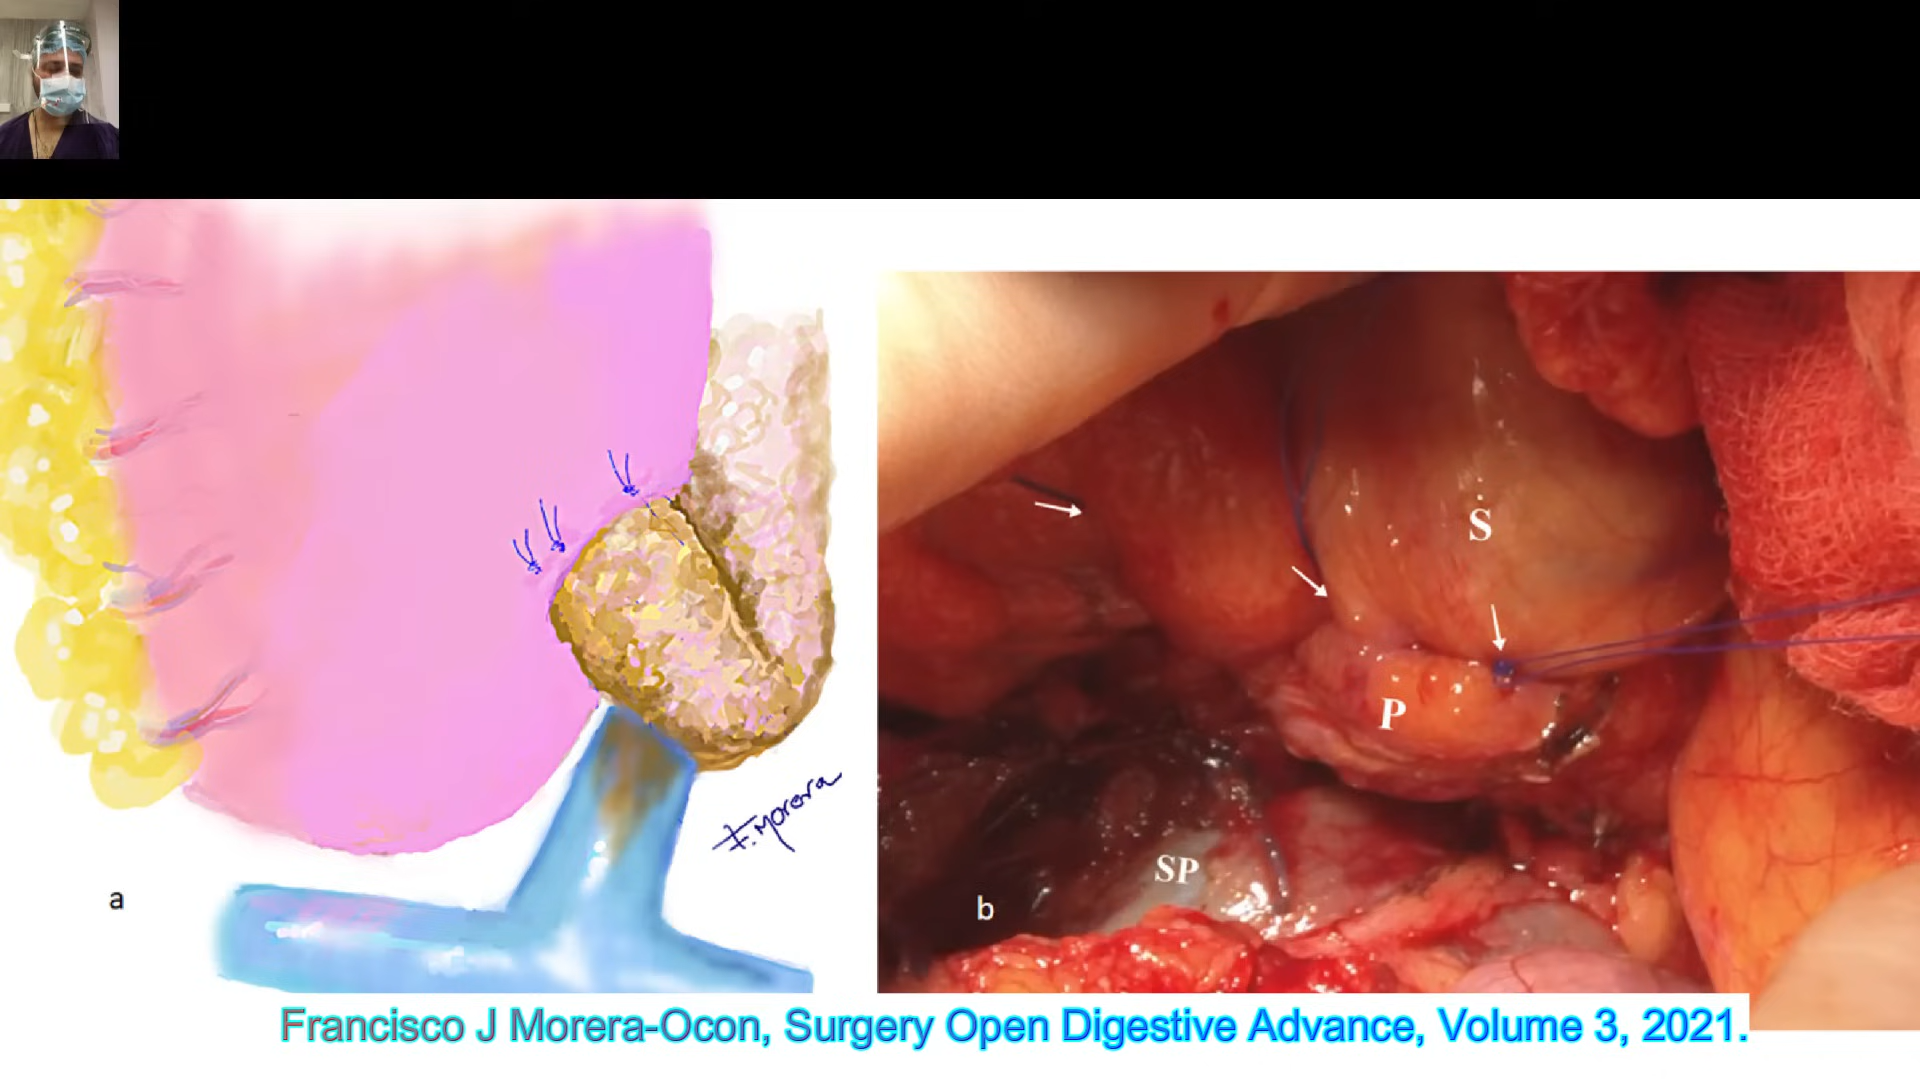 S
P
SP
F. Morera
a
b
Francisco J Morera-Ocon, Surgery Open Digestive Advance, Volume 3, 2021.